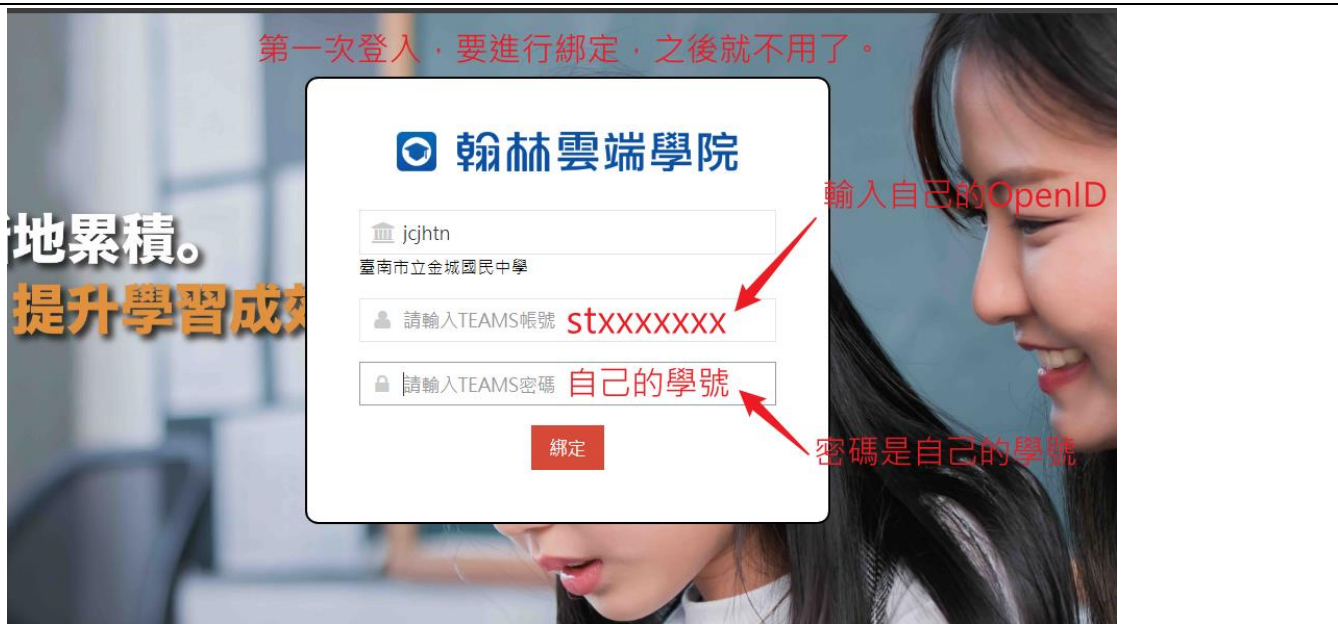 第一次登入，要進行綁定，之後就不用了。
翰林雲端學院
輸入自己的OpenID
jcjhtn
臺南市立金城國民中學
地累積。
提升學習成效
請輸入TEAMS帳號 stxxxxxxx
請輸入TEAMS密碼 自己的學號
綁定
密碼是自己的學號